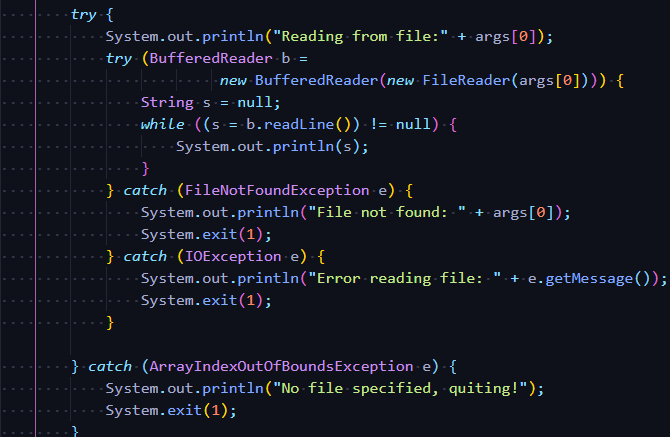 try {
System.out.println("Reading from file:" + args[0]);
try (BufferedReader b =
new BufferedReader(new FileReader(args[0]))) {
String s = null;
while ((s = b.readLine()) != null) {
System.out.println(s);
}
} catch (FileNotFoundException e) {
System.out.println("File not found: " + args[0]);
System.exit(1);
} catch (IOException e) {
System.out.println("Error reading file: " + e.getMessage());
System.exit(1);
}
} catch (ArrayIndexOutOfBoundsException e) {
System.out.println("No file specified, quiting!");
System.exit(1);
}